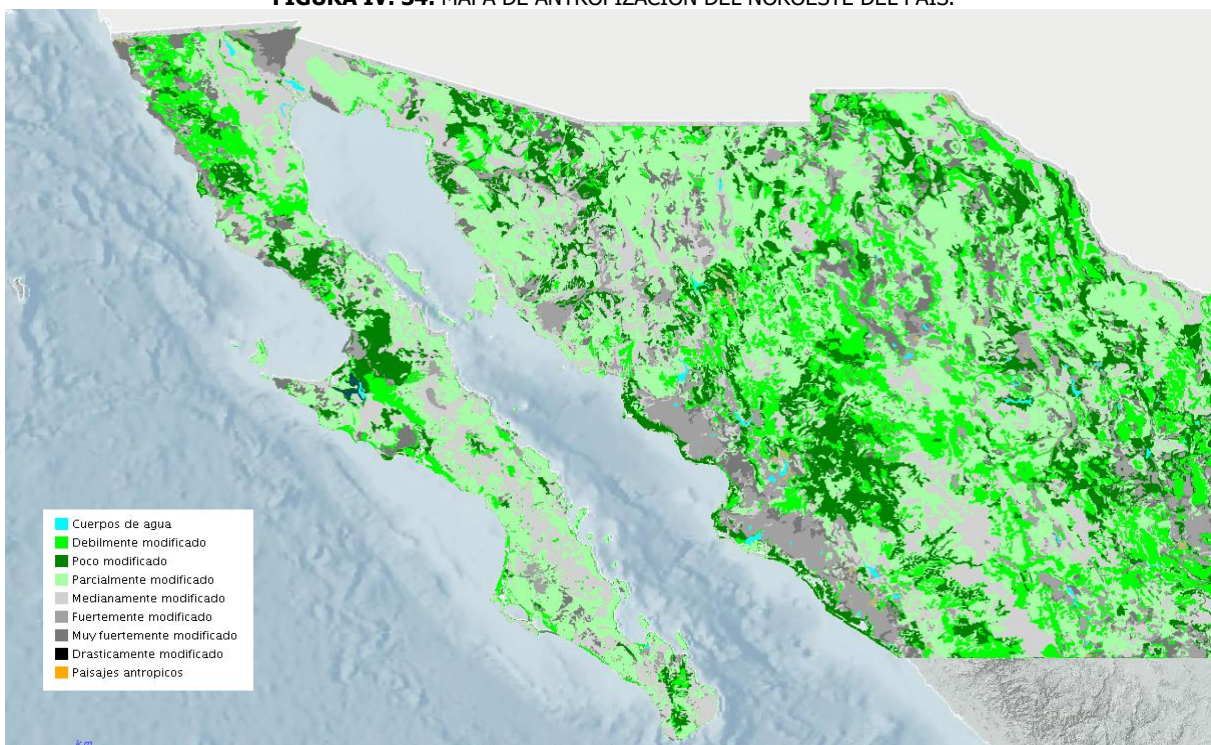 FIGURA IV. 54. MAPA DE ANTROPIZACIÓN DEL NOROESTE DEL PAÍS.
Cuerpos de agua
Debilmente modificado
Poco modificado
Parcialmente modificado
Medianamente modificado
Fuertemente modificado
Muy fuertemente modificado
Drasticamente modificado
Paisajes antropicos
km